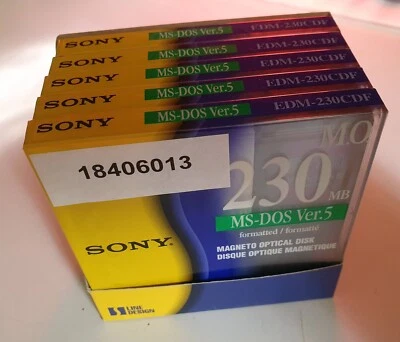 SONY MS-DOS Ver.5 EDM-230CDF
SONY MS-DOS Ver.5 EDM-230CDF
SONY MS-DOS Ver.5 EDM-230CDF
SONY MS-DOS Ver.5 EDM-230CDF
SONY MS-DOS Ver.5 EDM-230CDF
18406013
M.O.
230 MB
MS-DOS Ver.5
formatted / formatté
SONY
MAGNETO OPTICAL DISK
DISQUE OPTIQUE MAGNETIQUE
LINE
DESIGN